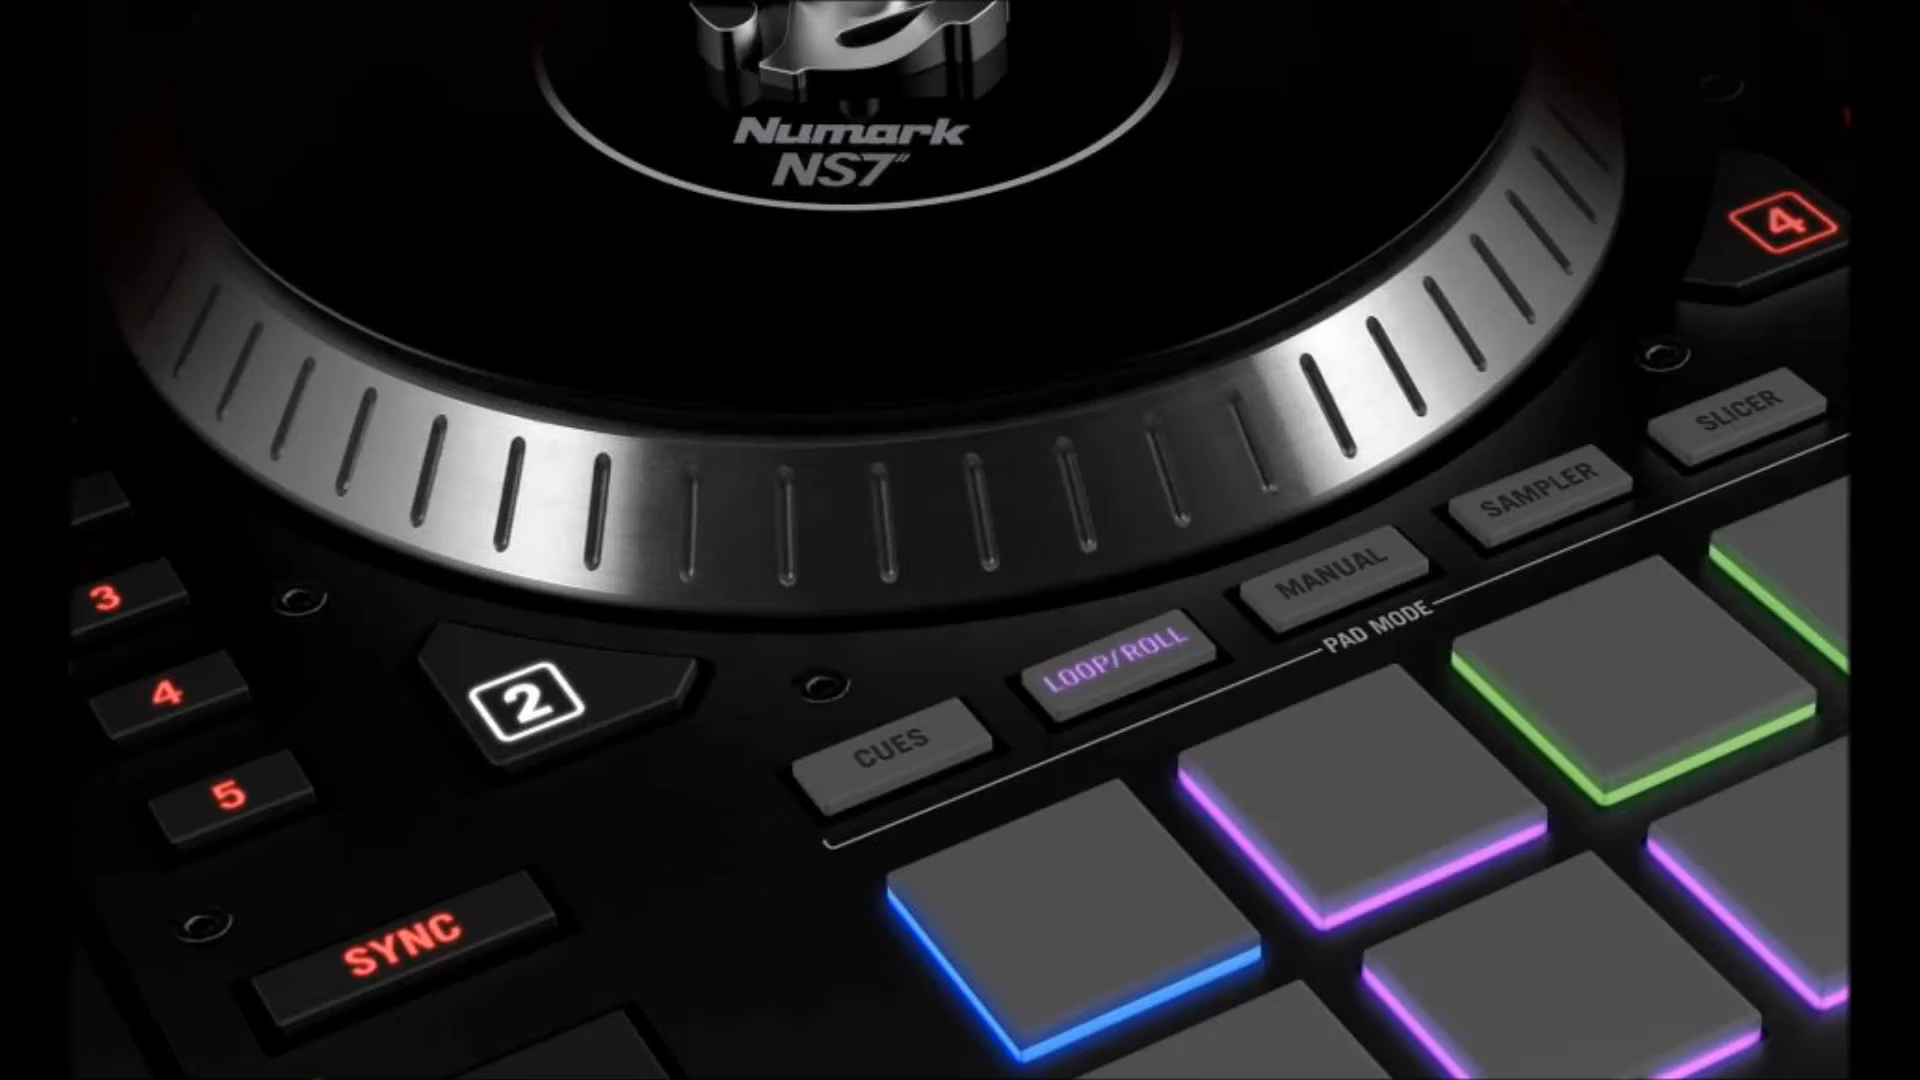 Numark
NS7″
4
SLICER
SAMPLER
MANUAL
PAD MODE
LOOP/ROLL
CUES
3
2
4
5
SYNC